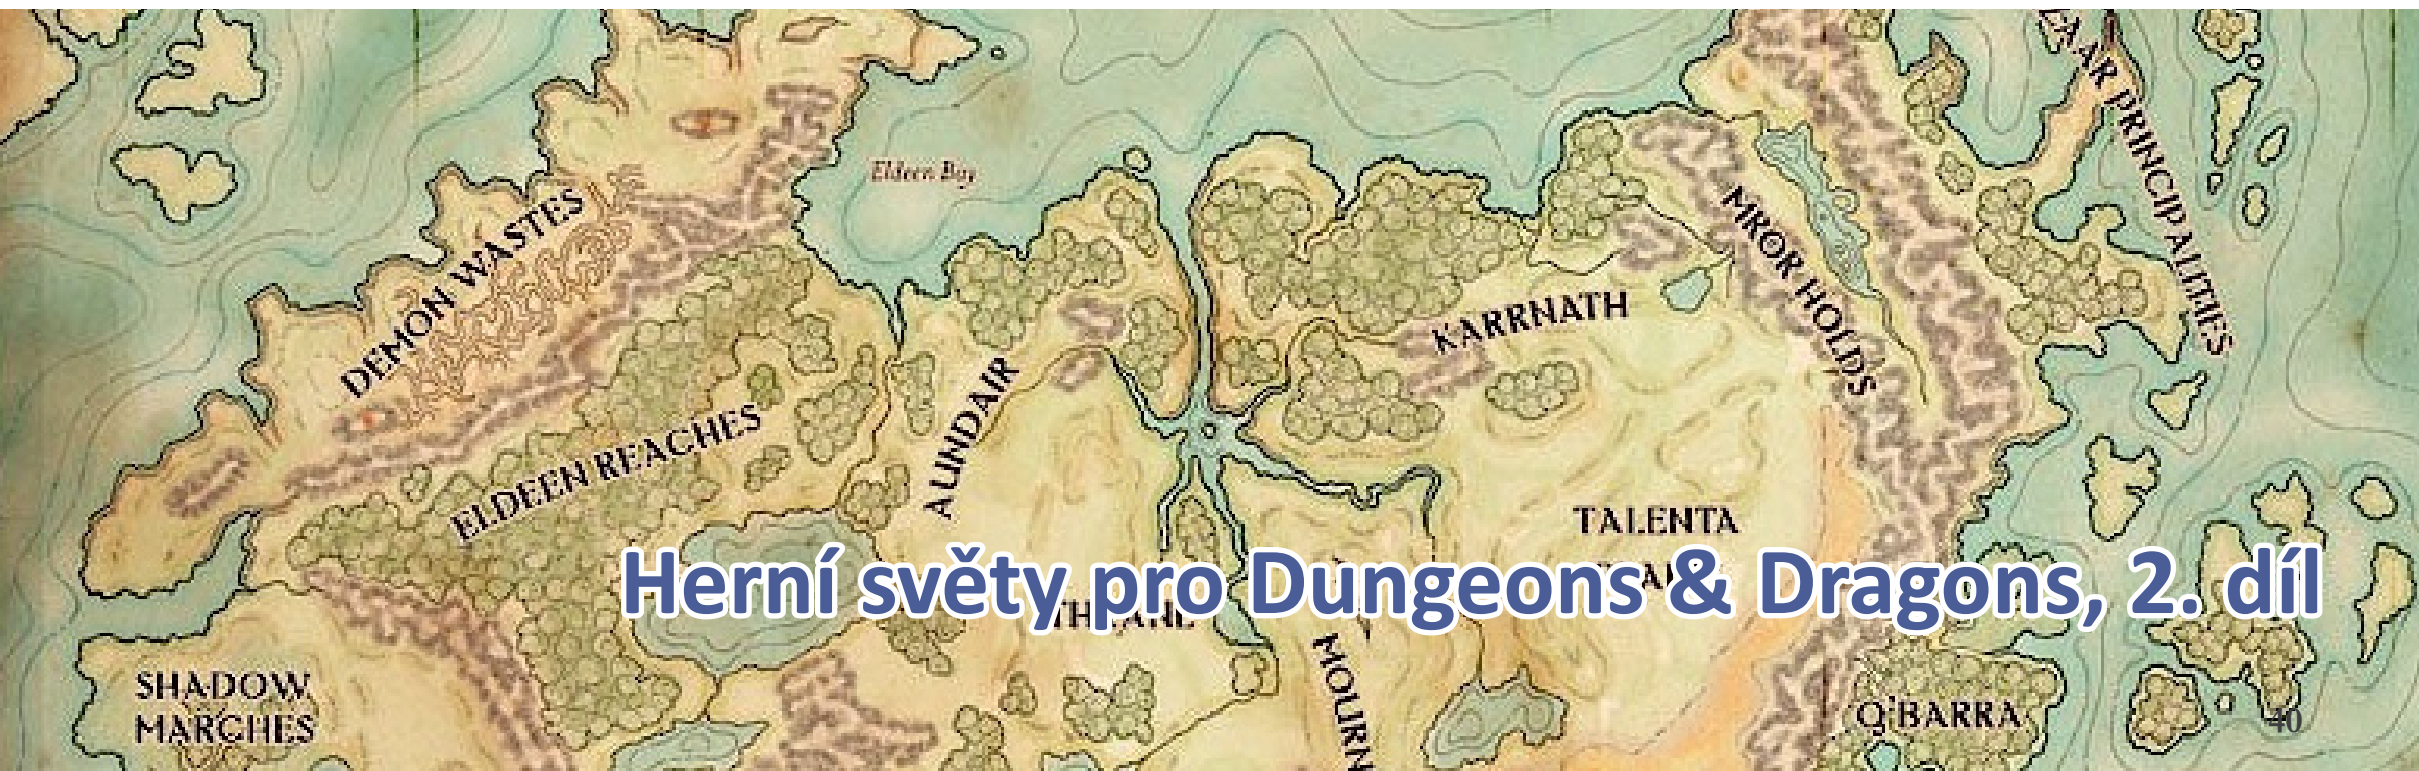 Eldeen Bay
DEMON WASTES
ELDEEN REACHES
AUNDAIR
KARRNATH
MROR HOLDS
PRINCIPALITIES
TALENTA
Herní světy pro Dungeons & Dragons, 2. díl
SHADOW
MARCHES
Q'BARRA
40